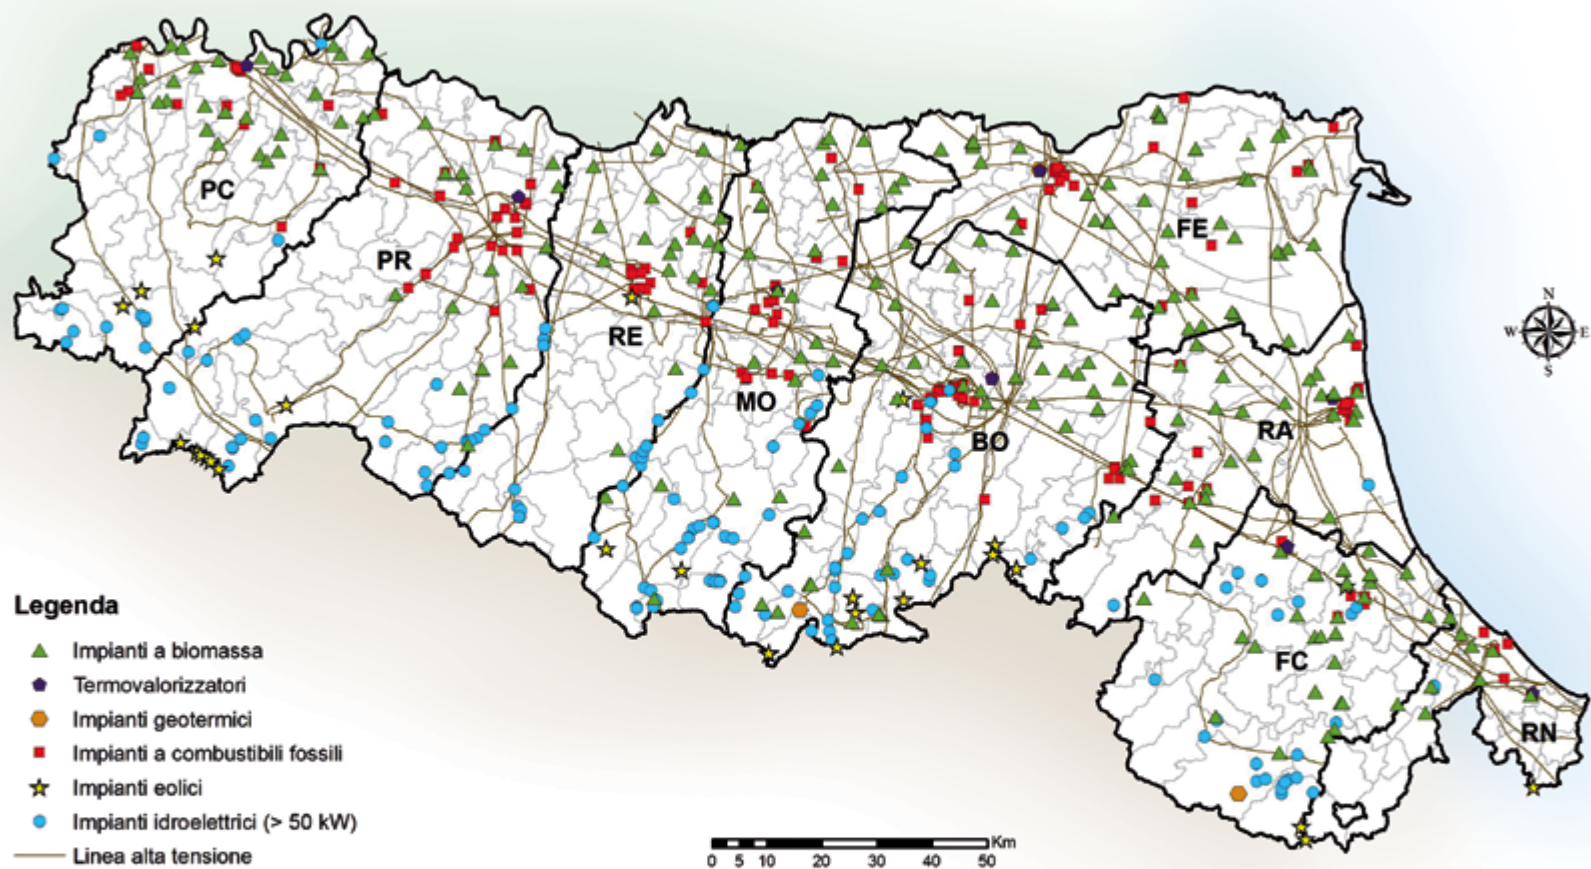 PC
PR
RE
MO
BO
FE
RA
FC
RN
N
W E
S
Legenda
Impianti a biomassa
Termovalorizzatori
Impianti geotermici
Impianti a combustibili fossili
Impianti eolici
Impianti idroelettrici (> 50 kW)
Linea alta tensione
Km
0 5 10 20 30 40 50